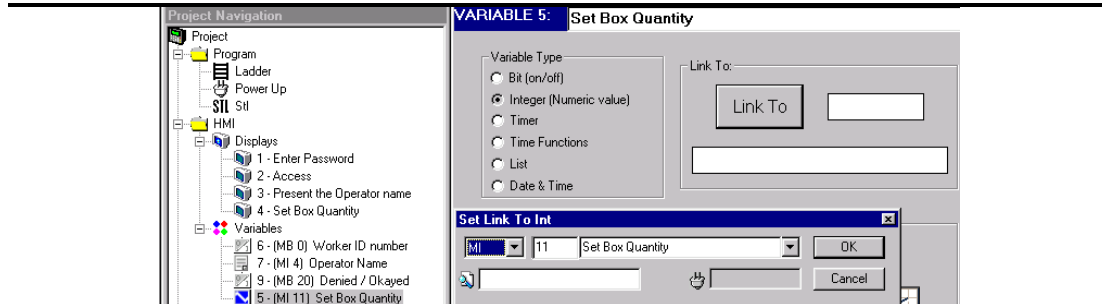 Project Navigation
Project
Program
Ladder
Power Up
STL Stl
HMI
Displays
1 - Enter Password
2 - Access
3 - Present the Operator name
4 - Set Box Quantity
Variables
6 - (MB 0) Worker ID number
7 - (MI 4) Operator Name
9 - (MB 20) Denied / Okayed
5 - (MI 11) Set Box Quantity
VARIABLE 5: Set Box Quantity
Variable Type
Bit (on/off)
Integer (Numeric value)
Timer
Time Functions
List
Date & Time
Link To:
Link To
Set Link To Int
MI 11 Set Box Quantity OK
Cancel